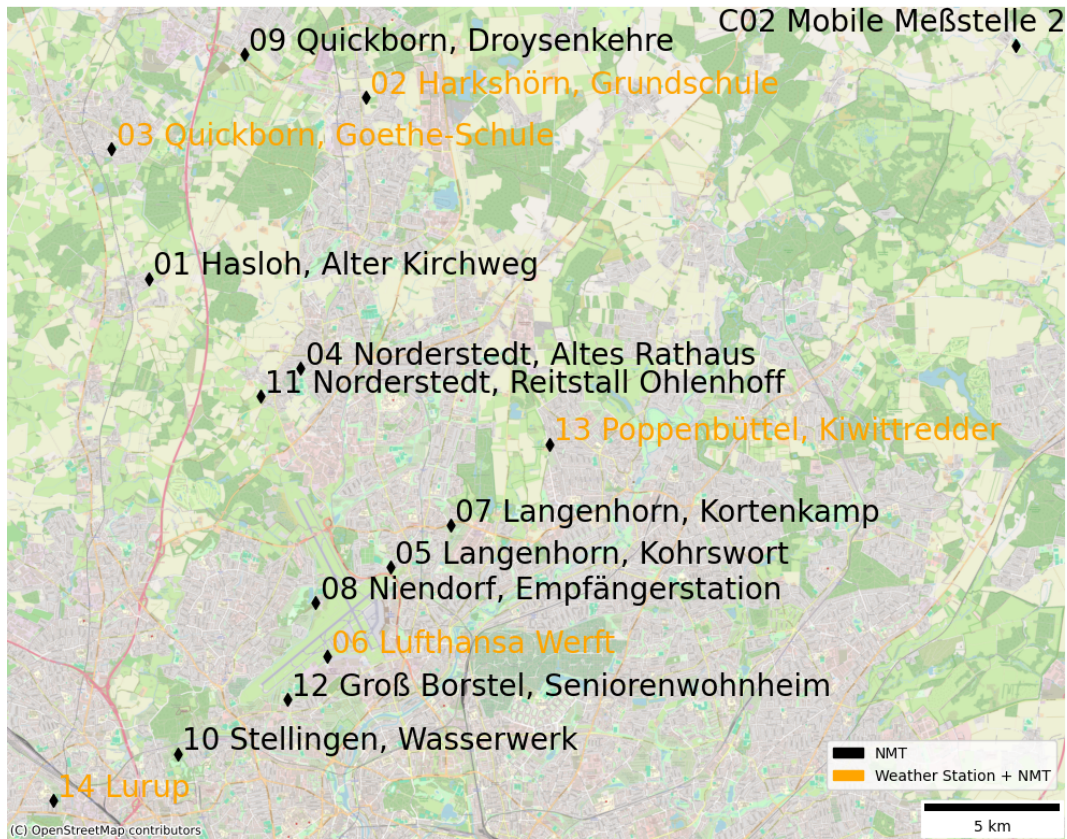 C02 Mobile Meßstelle 2
09 Quickborn, Droysenkehre
02 Harkshörn, Grundschule
03 Quickborn, Goethe-Schule
01 Hasloh, Alter Kirchweg
04 Norderstedt, Altes Rathaus
11 Norderstedt, Reitstall Ohlenhoff
13 Poppenbüttel, Kiwittredder
07 Langenhorn, Kortenkamp
05 Langenhorn, Kohrswort
08 Niendorf, Empfängerstation
06 Lufthansa Werft
12 Groß Borstel, Seniorenwohnheim
10 Stellingen, Wasserwerk
14 Lurup
NMT
Weather Station + NMT
5 km
(C) OpenStreetMap contributors